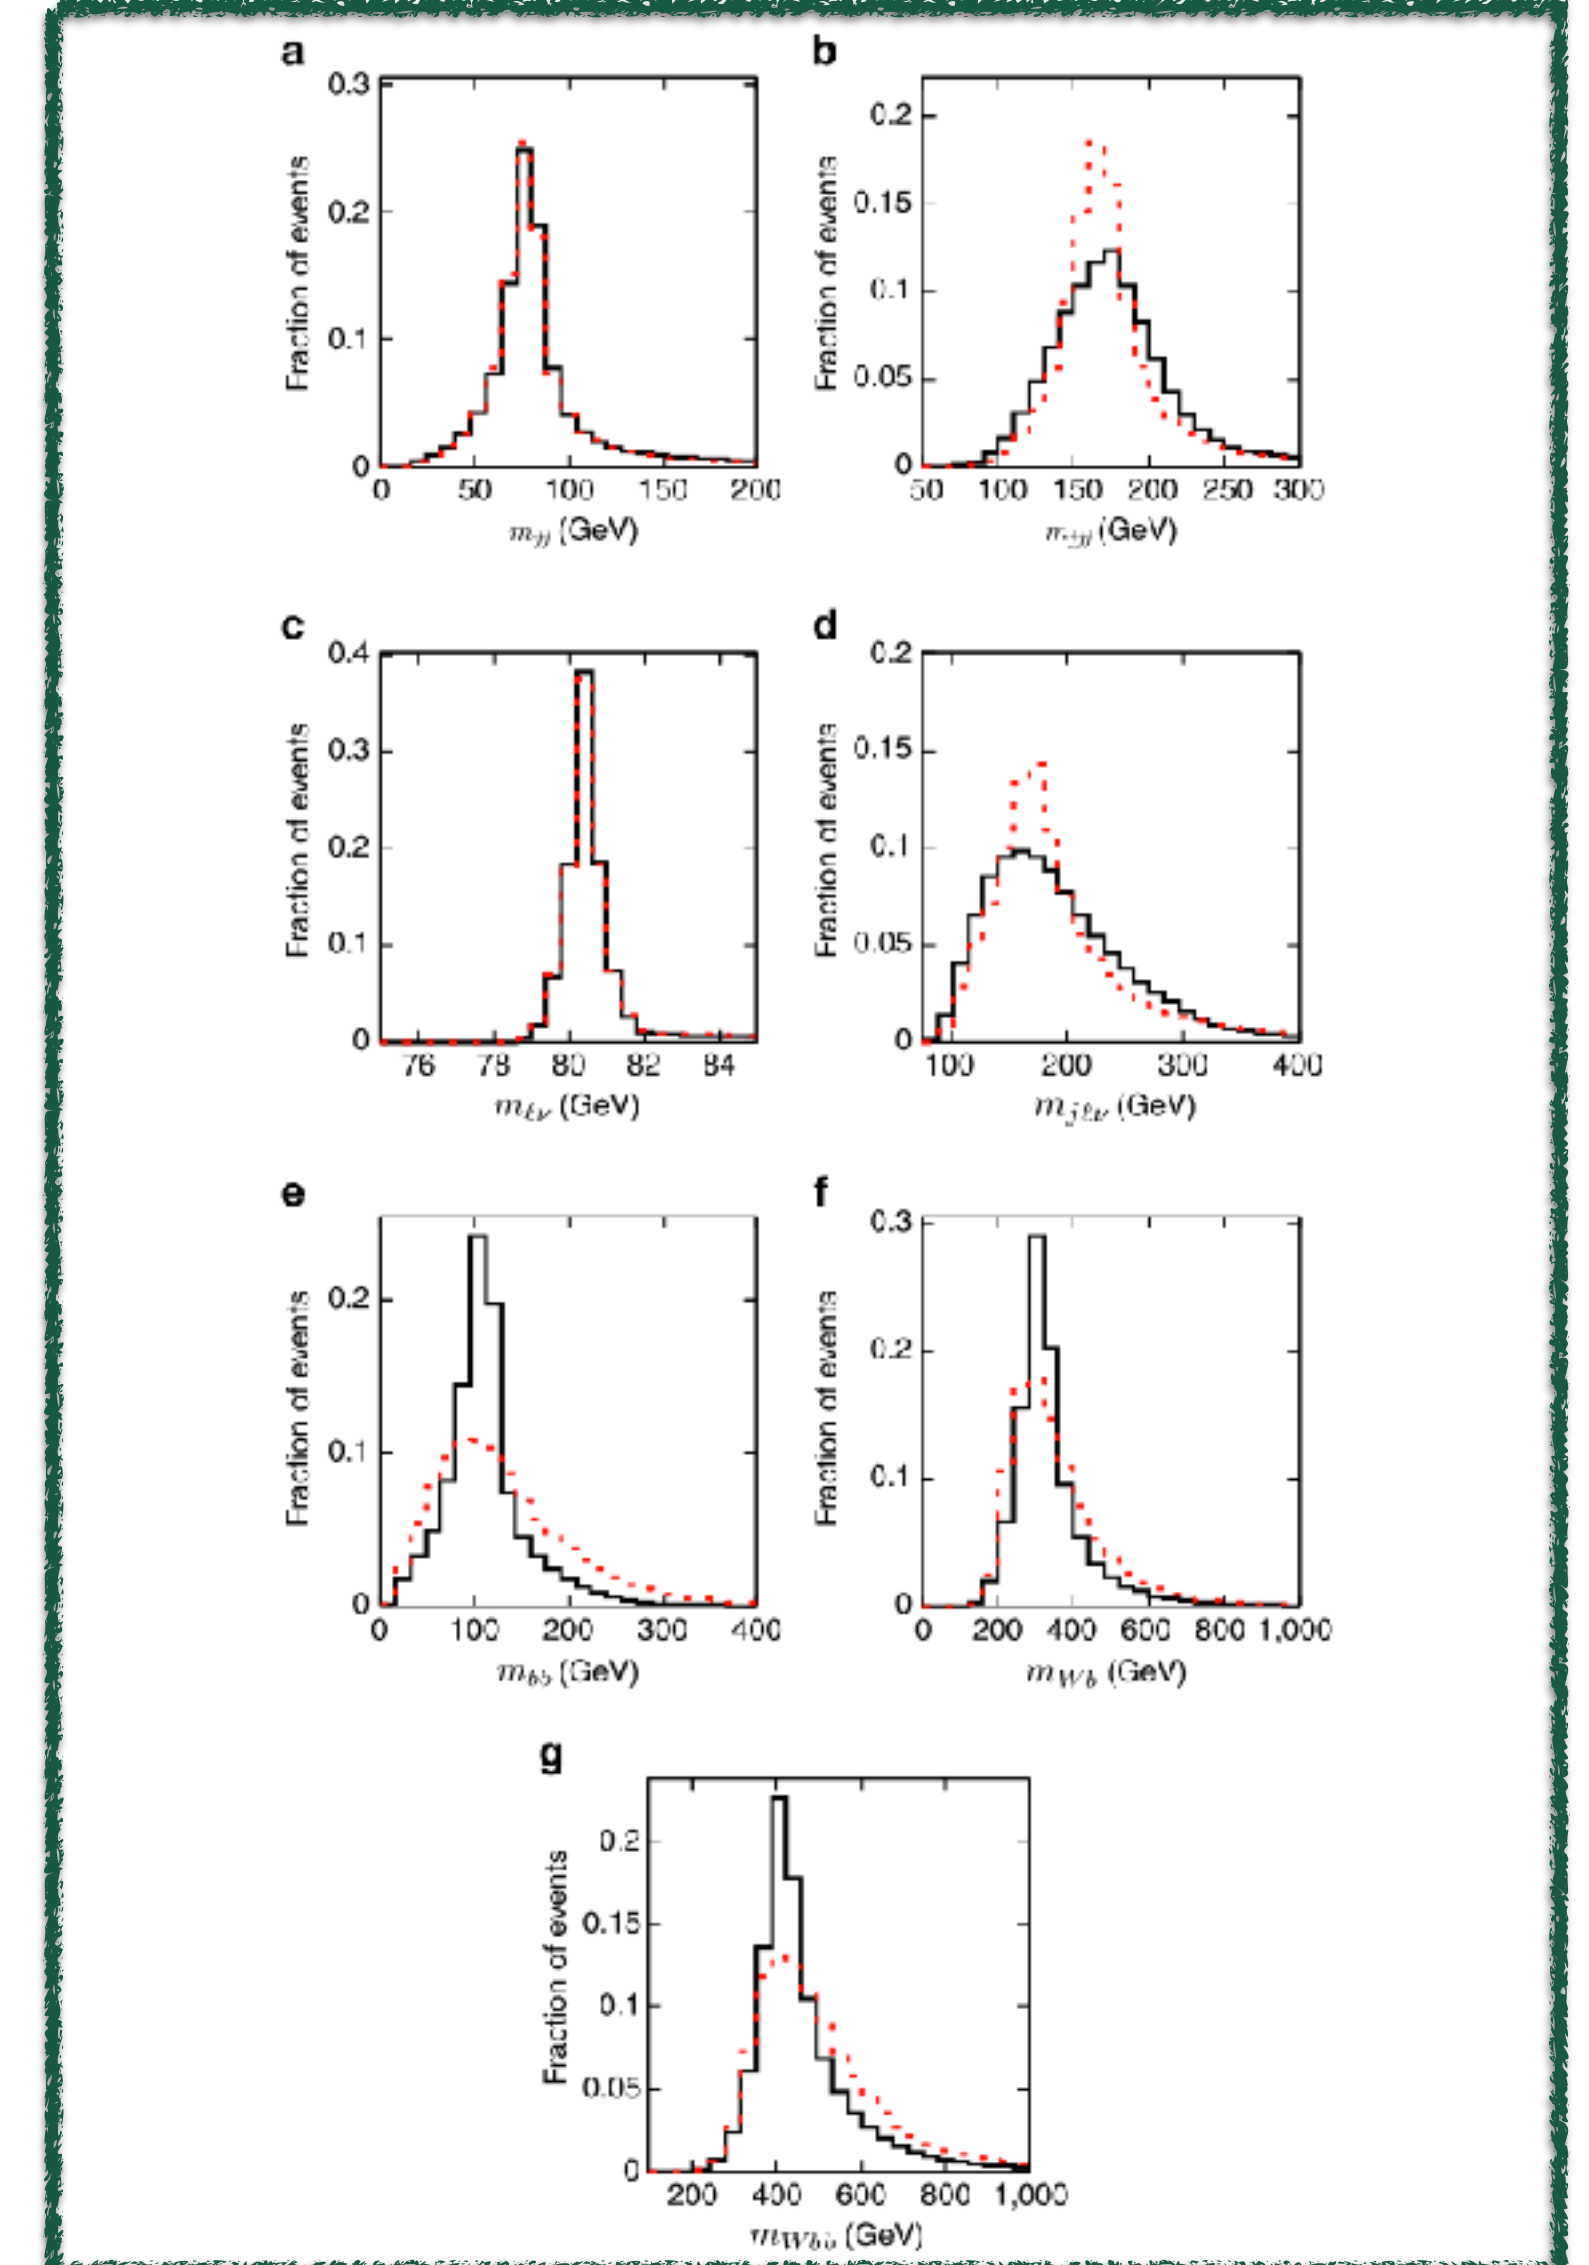 a
b
0.3
0.2
0.1
0
0.2
0.15
0.1
0.05
0
Fraction of events
Fraction of events
0 50 100 150 200
50 100 150 200 250 300
m_jj (GeV)
m_jjj (GeV)
c
d
0.4
0.3
0.2
0.1
0
0.2
0.15
0.1
0.05
0
Fraction of events
Fraction of events
76 78 80 82 84
100 200 300 400
m_ℓν (GeV)
m_jℓν (GeV)
e
f
0.2
0.1
0
0.3
0.2
0.1
0
Fraction of events
Fraction of events
0 100 200 300 400
0 200 400 600 800 1,000
m_bb (GeV)
m_Wb (GeV)
g
0.2
0.15
0.1
0.05
0
Fraction of events
200 400 600 800 1,000
m_Wbb (GeV)